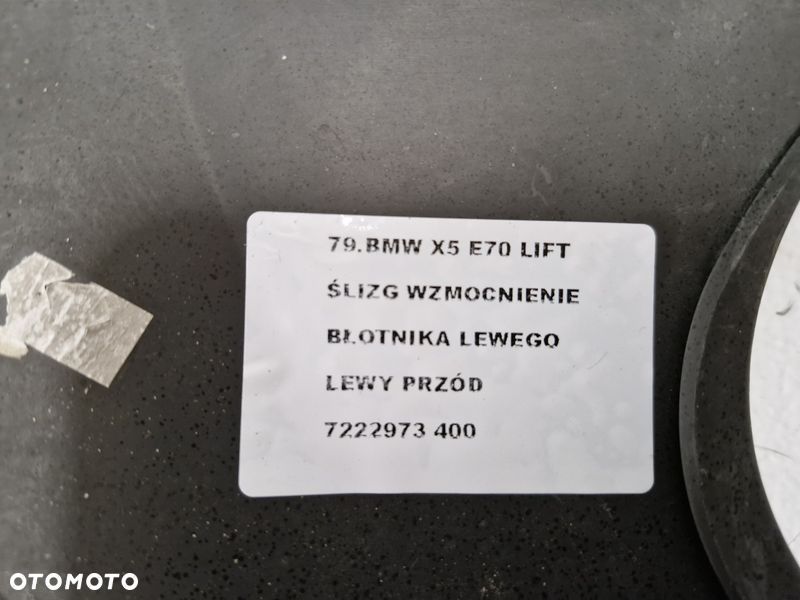 79.BMW X5 E70 LIFT
ŚLIZG WZMOCNIENIE
BŁOTNIKA LEWEGO
LEWY PRZÓD
7222973 400
OTOMOTO